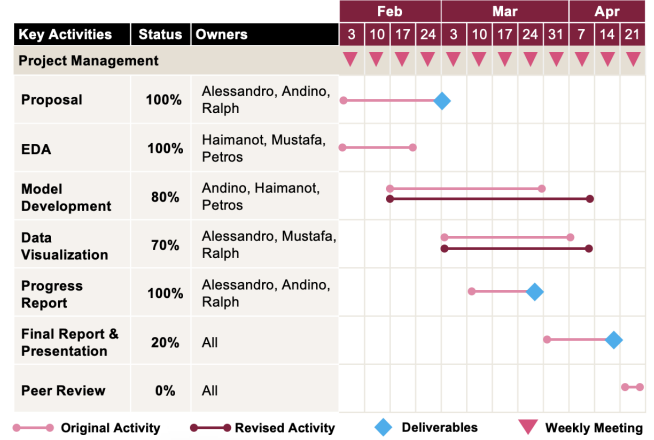 Feb Mar Apr
Key Activities Status Owners 3 10 17 24 3 10 17 24 31 7 14 21
Project Management
Proposal 100% Alessandro, Andino,
Ralph
EDA 100% Haimanot, Mustafa,
Petros
Model
Development 80% Andino, Haimanot,
Petros
Data
Visualization 70% Alessandro, Mustafa,
Ralph
Progress
Report 100% Alessandro, Andino,
Ralph
Final Report &
Presentation 20% All
Peer Review 0% All
Original Activity Revised Activity Deliverables Weekly Meeting